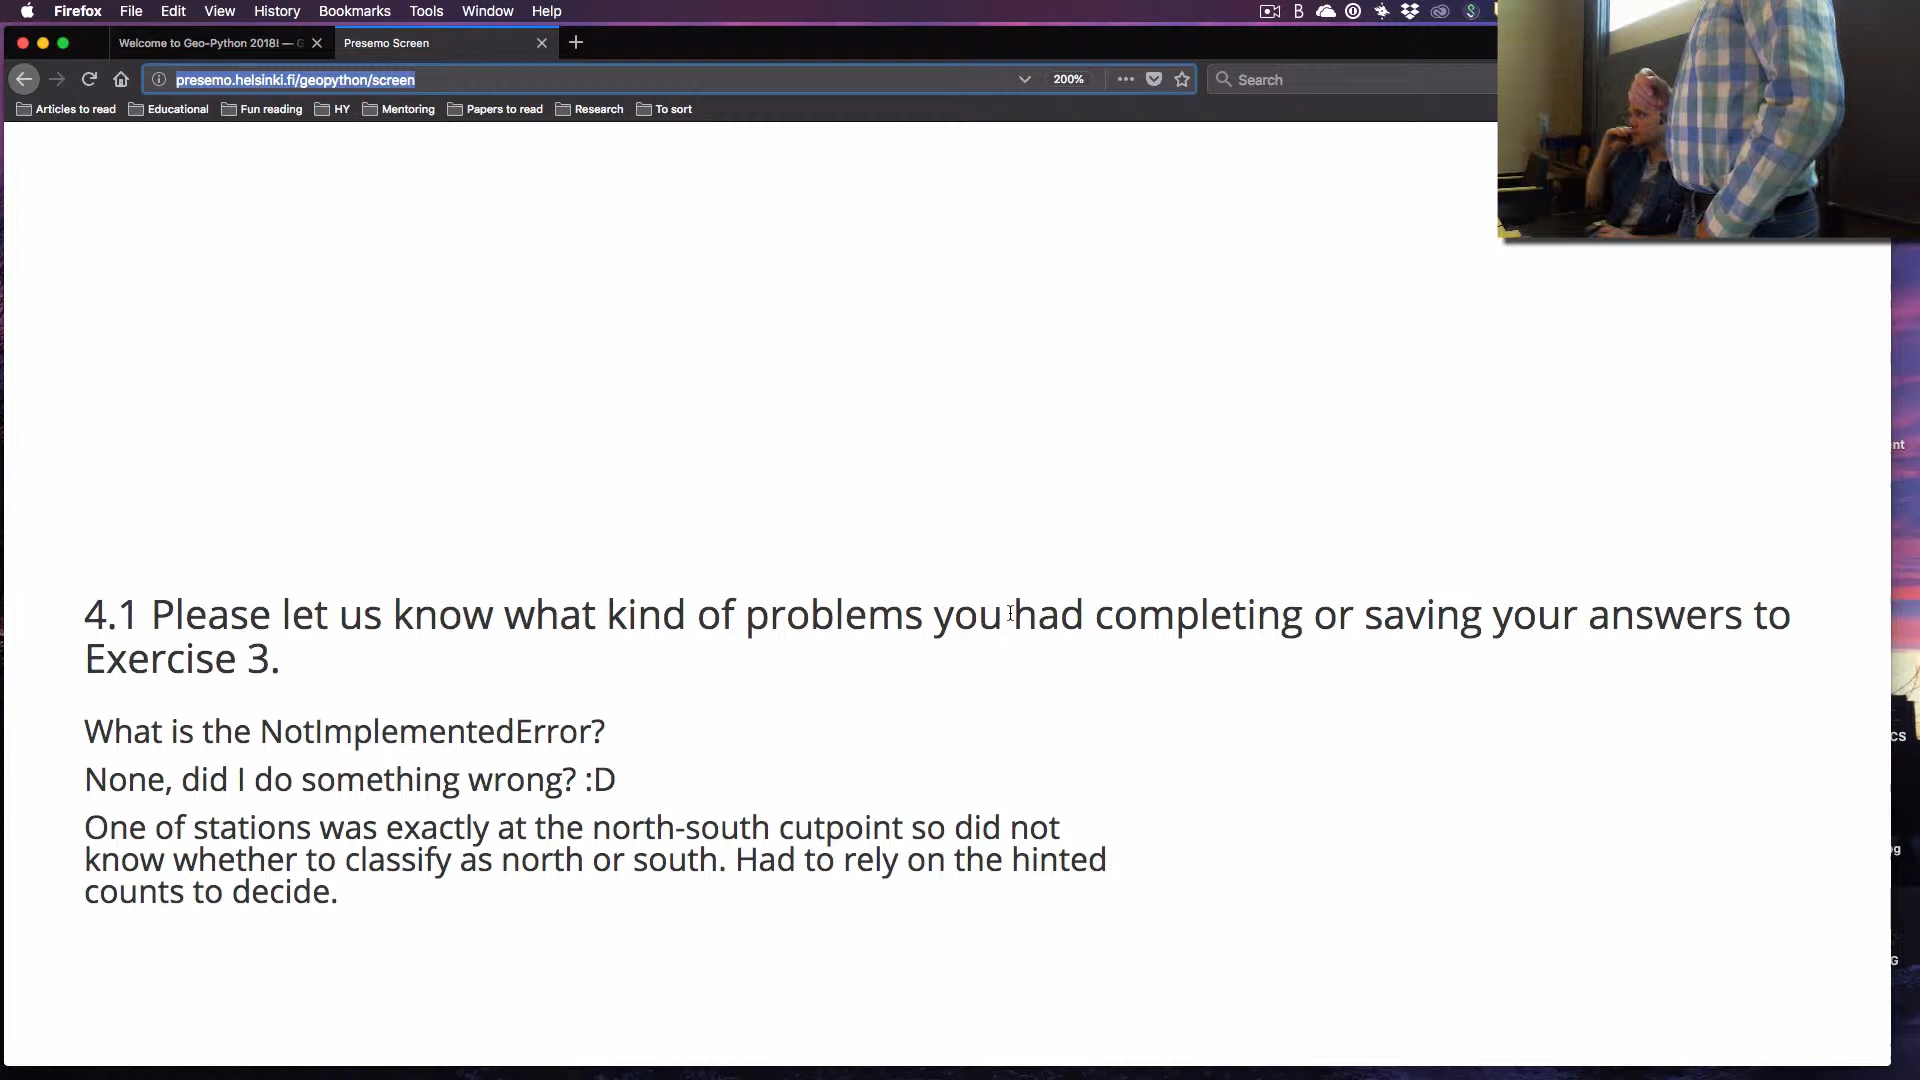 Firefox File Edit View History Bookmarks Tools Window Help
Welcome to Geo-Python 2018! — G
Presemo Screen
presemo.helsinki.fi/geopython/screen
200%
Search
Articles to read Educational Fun reading HY Mentoring Papers to read Research To sort
4.1 Please let us know what kind of problems you had completing or saving your answers to
Exercise 3.
What is the NotImplementedError?
None, did I do something wrong? :D
One of stations was exactly at the north-south cutpoint so did not
know whether to classify as north or south. Had to rely on the hinted
counts to decide.
nt
CS